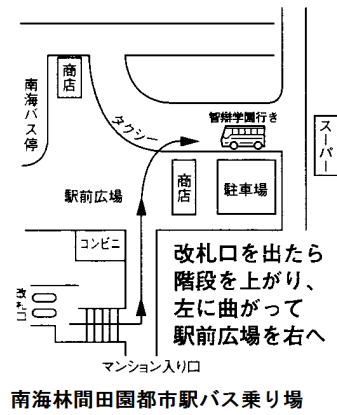 商店
南海バス停
タクシー
智辯学園行き
スーパー
駅前広場
商店
駐車場
コンビニ
改札口
改札口を出たら
階段を上がり、
左に曲がって
駅前広場を右へ
マンション入り口
南海林間田園都市駅バス乗り場